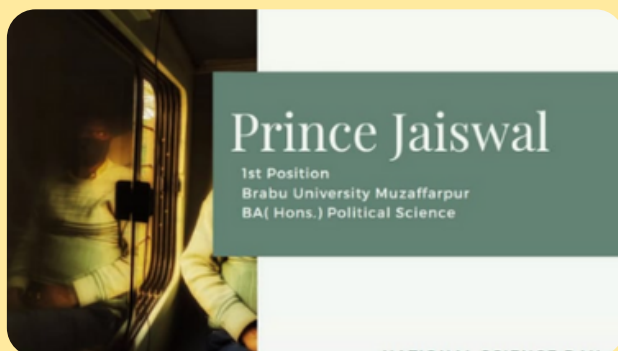 Prince Jaiswal
1st Position
Brabu University Muzaffarpur
BA( Hons.) Political Science